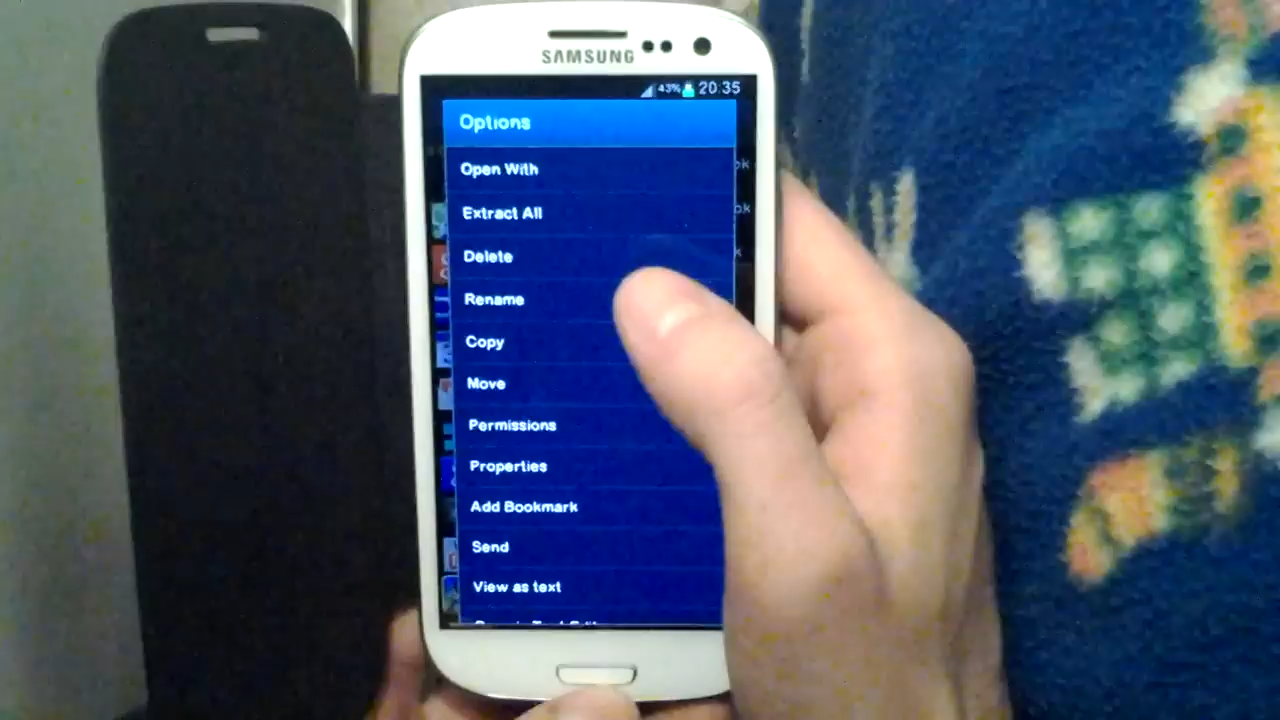 SAMSUNG
43% 20:35
Options
Open With
Extract All
Delete
Rename
Copy
Move
Permissions
Properties
Add Bookmark
Send
View as text